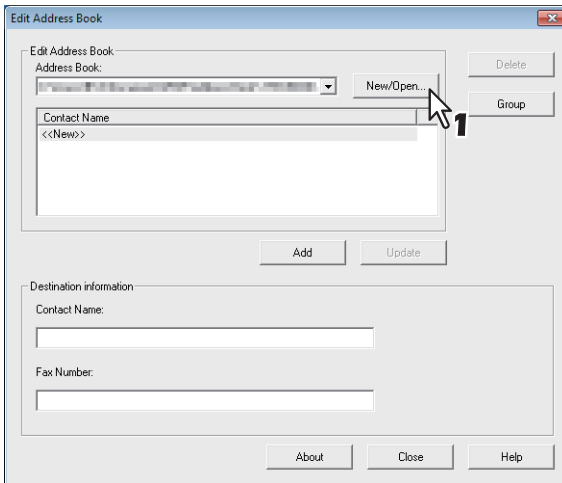 Edit Address Book
Edit Address Book
Address Book:
Delete
New/Open...
Group
1
Contact Name
<<New>>
Add
Update
Destination information
Contact Name:
Fax Number:
About
Close
Help